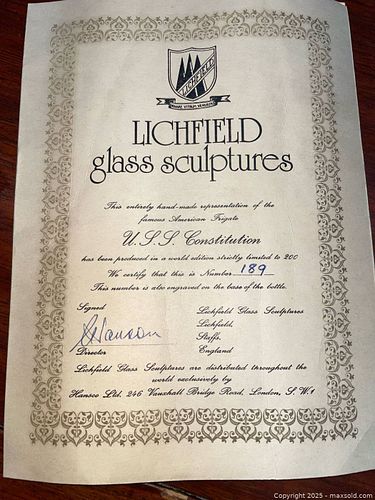 LICHFIELD
LICHFIELD
glass sculptures
This entirely hand-made representation of the
famous American Frigate
U.S.S. Constitution
has been produced in a world edition strictly limited to 200
We certify that this is Number 189
This number is also engraved on the base of the bottle.
Signed
Hanson
Director
Lichfield Glass Sculptures
Lichfield,
Staffs,
England
Lichfield Glass Sculptures are distributed throughout the
world exclusively by
Hansco Ltd. 246 Vauxhall Bridge Road, London, S.W1
Copyright 2025 - maxsold.com